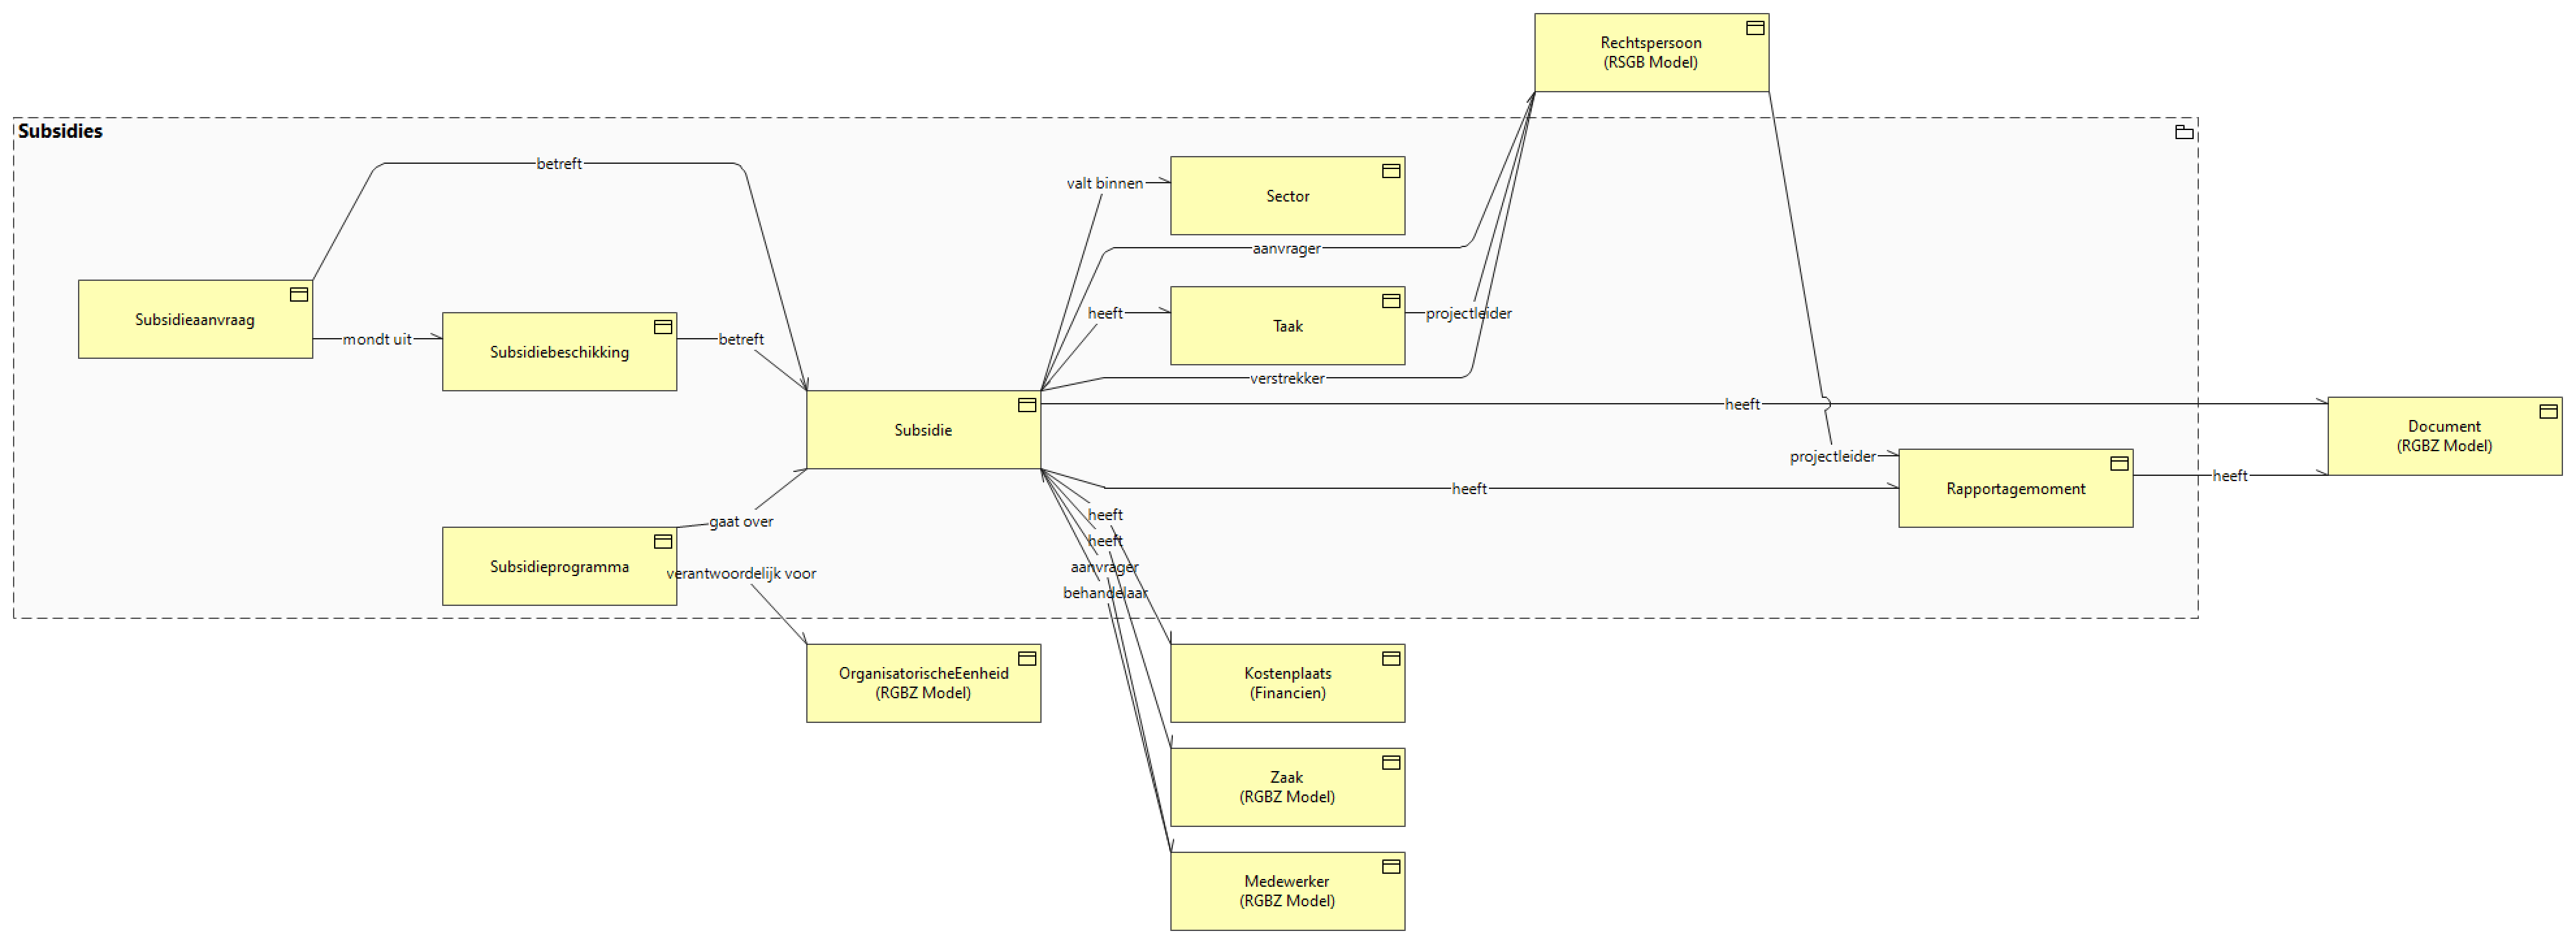 Rechtspersoon
(RSGB Model)
Subsidies
betreft
valt binnen
Sector
aanvrager
Subsidieaanvraag
mondt uit
Subsidiebeschikking
betreft
heeft
Taak
projectleider
verstrekker
Subsidie
heeft
Document
(RGBZ Model)
projectleider
heeft
Rapportagemoment
heeft
gaat over
Subsidieprogramma
verantwoordelijk voor
heeft
heeft
aanvrager
behandelaar
OrganisatorischeEenheid
(RGBZ Model)
Kostenplaats
(Financien)
Zaak
(RGBZ Model)
Medewerker
(RGBZ Model)